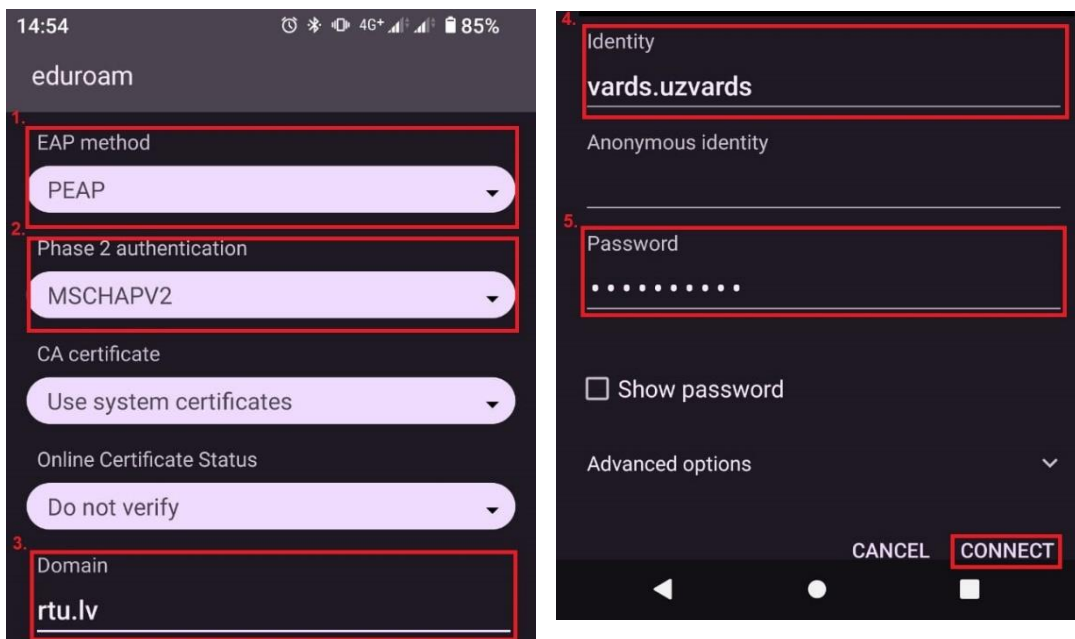 14:54 4G+ 85%
eduroam
1.
EAP method
PEAP
2.
Phase 2 authentication
MSCHAPV2
CA certificate
Use system certificates
Online Certificate Status
Do not verify
3.
Domain
rtu.lv
4.
Identity
vards.uzvards
Anonymous identity
5.
Password
••••••••••
Show password
Advanced options
CANCEL CONNECT